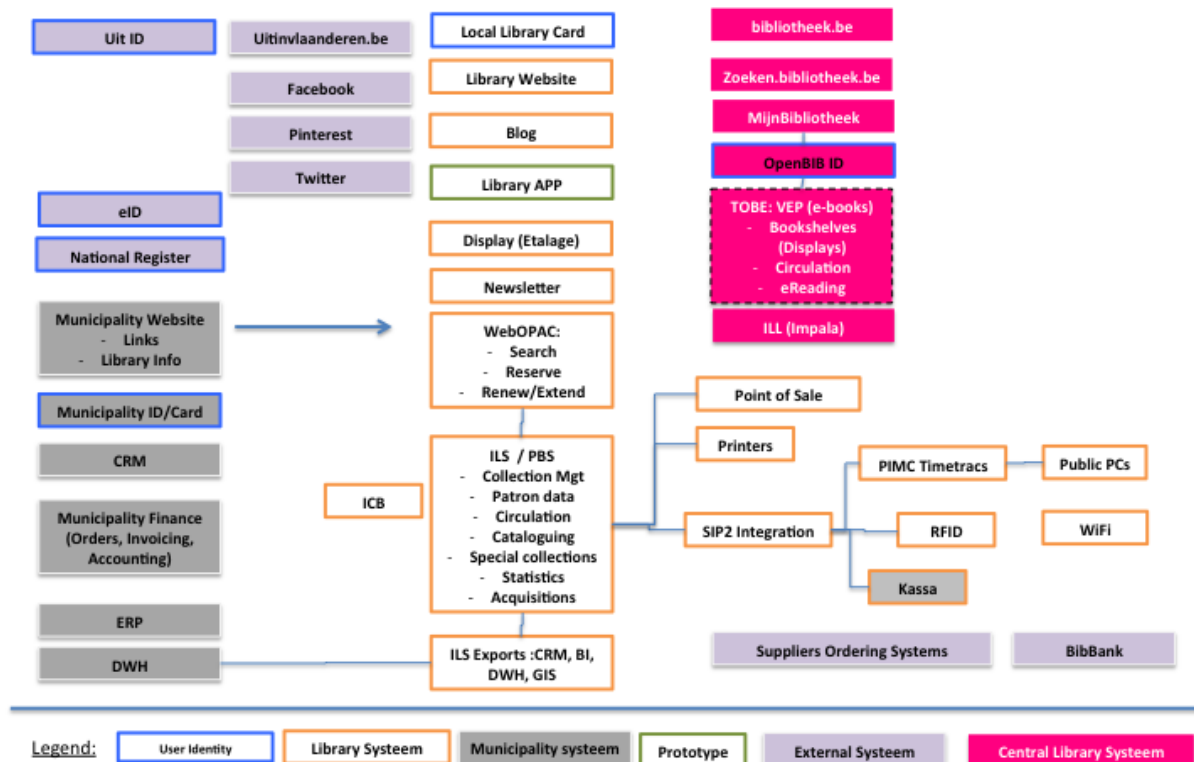 Uit ID
Uitinvlaanderen.be
Local Library Card
bibliotheek.be
Facebook
Library Website
Zoeken.bibliotheek.be
Pinterest
Blog
MijnBibliotheek
Twitter
Library APP
OpenBIB ID
eID
National Register
Display (Etalage)
TOBE: VEP (e-books)
- Bookshelves
(Displays)
- Circulation
- eReading
Newsletter
ILL (Impala)
Municipality Website
- Links
- Library Info
WebOPAC:
- Search
- Reserve
- Renew/Extend
Municipality ID/Card
Point of Sale
Printers
CRM
ICB
ILS / PBS
- Collection Mgt
- Patron data
- Circulation
- Cataloguing
- Special collections
- Statistics
- Acquisitions
PIMC Timetracs
Public PCs
Municipality Finance
(Orders, Invoicing,
Accounting)
SIP2 Integration
RFID
WiFi
Kassa
ERP
DWH
ILS Exports :CRM, BI,
DWH, GIS
Suppliers Ordering Systems
BibBank
Legend:
User Identity
Library Systeem
Municipality systeem
Prototype
External Systeem
Central Library Systeem